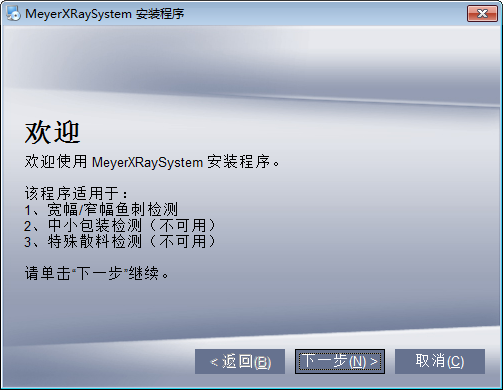 MeyerXRaySystem 安装程序
欢迎
欢迎使用 MeyerXRaySystem 安装程序。
该程序适用于：
1、宽幅/窄幅鱼刺检测
2、中小包装检测（不可用）
3、特殊散料检测（不可用）
请单击“下一步”继续。
< 返回(B)
下一步(N) >
取消(C)